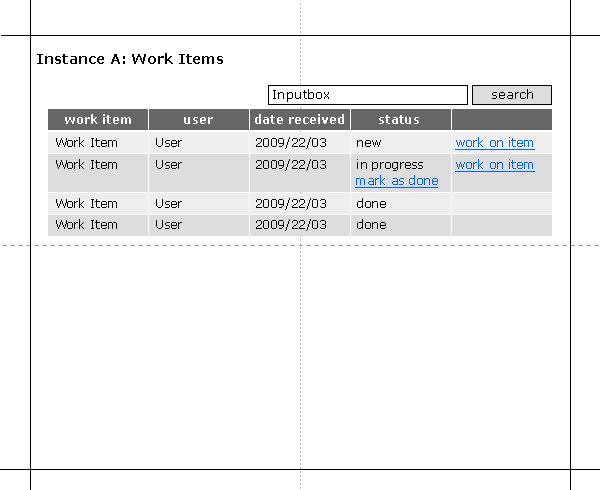 Instance A: Work Items
Inputbox search
work item user date received status
Work Item User 2009/22/03 new work on item
Work Item User 2009/22/03 in progress work on item
mark as done
Work Item User 2009/22/03 done
Work Item User 2009/22/03 done